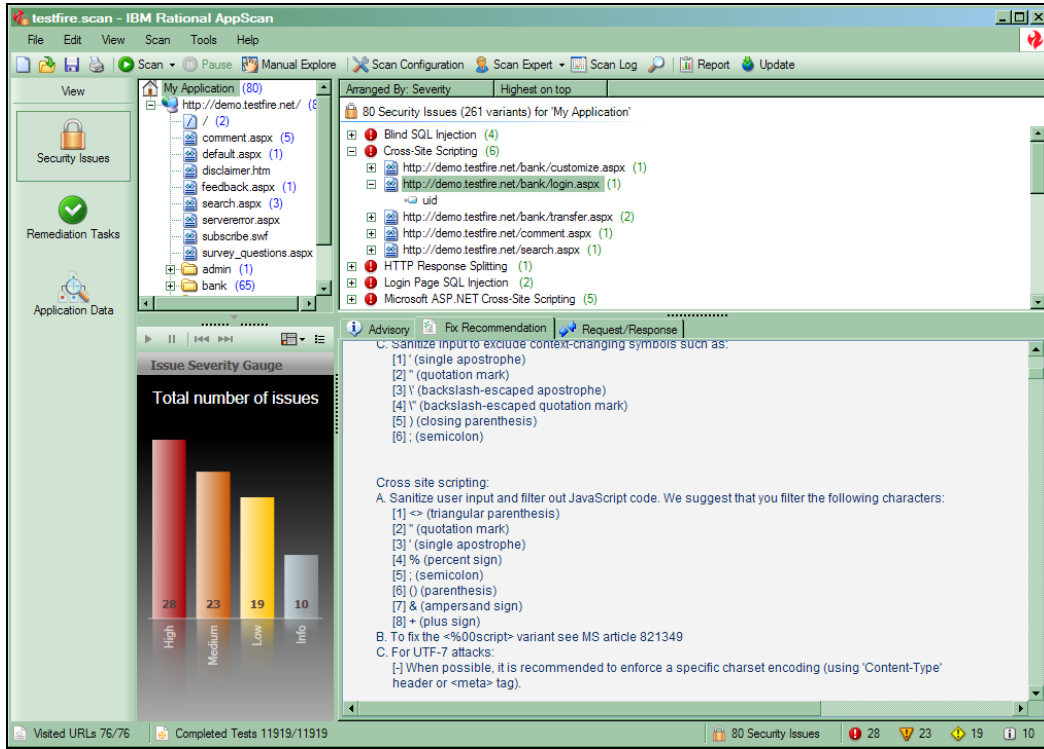 testfire.scan - IBM Rational AppScan
File Edit View Scan Tools Help
Scan Pause Manual Explore Scan Configuration Scan Expert Scan Log Report Update
View
Security Issues
Remediation Tasks
Application Data
My Application (80)
http://demo.testfire.net/ (8
/ (2)
comment.aspx (5)
default.aspx (1)
disclaimer.htm
feedback.aspx (1)
search.aspx (3)
servererror.aspx
subscribe.swf
survey_questions.aspx
admin (1)
bank (65)
Arranged By: Severity Highest on top
80 Security Issues (261 variants) for 'My Application'
Blind SQL Injection (4)
Cross-Site Scripting (6)
http://demo.testfire.net/bank/customize.aspx (1)
http://demo.testfire.net/bank/login.aspx (1)
uid
http://demo.testfire.net/bank/transfer.aspx (2)
http://demo.testfire.net/comment.aspx (1)
http://demo.testfire.net/search.aspx (1)
HTTP Response Splitting (1)
Login Page SQL Injection (2)
Microsoft ASP.NET Cross-Site Scripting (5)
Issue Severity Gauge
Total number of issues
28 23 19 10
High Medium Low Info
Advisory Fix Recommendation Request/Response
C. Sanitize input to exclude context-changing symbols such as:
[1] ' (single apostrophe)
[2] " (quotation mark)
[3] \' (backslash-escaped apostrophe)
[4] \" (backslash-escaped quotation mark)
[5] ) (closing parenthesis)
[6] ; (semicolon)
Cross site scripting:
A. Sanitize user input and filter out JavaScript code. We suggest that you filter the following characters:
[1] <> (triangular parenthesis)
[2] " (quotation mark)
[3] ' (single apostrophe)
[4] % (percent sign)
[5] ; (semicolon)
[6] () (parenthesis)
[7] & (ampersand sign)
[8] + (plus sign)
B. To fix the <%00script> variant see MS article 821349
C. For UTF-7 attacks:
[-] When possible, it is recommended to enforce a specific charset encoding (using 'Content-Type'
header or <meta> tag).
Visited URLs 76/76 Completed Tests 11919/11919 80 Security Issues 28 23 19 10